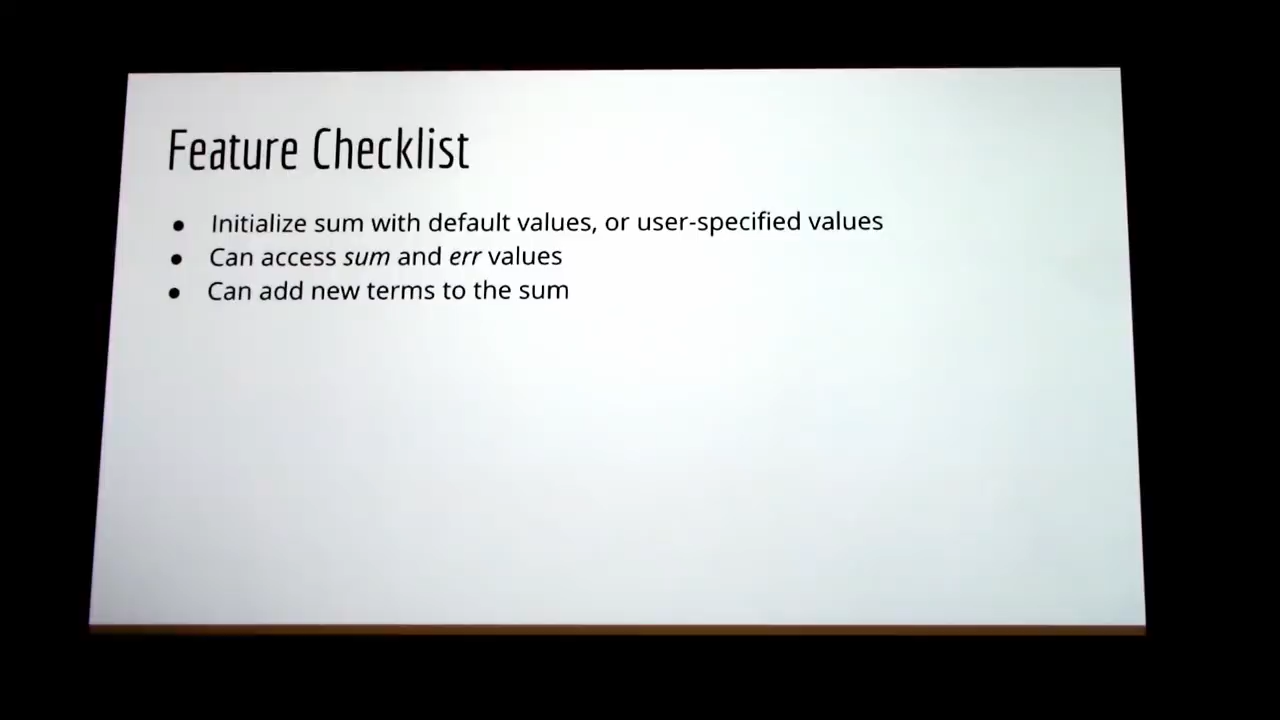 Feature Checklist
● Initialize sum with default values, or user-specified values
● Can access sum and err values
● Can add new terms to the sum